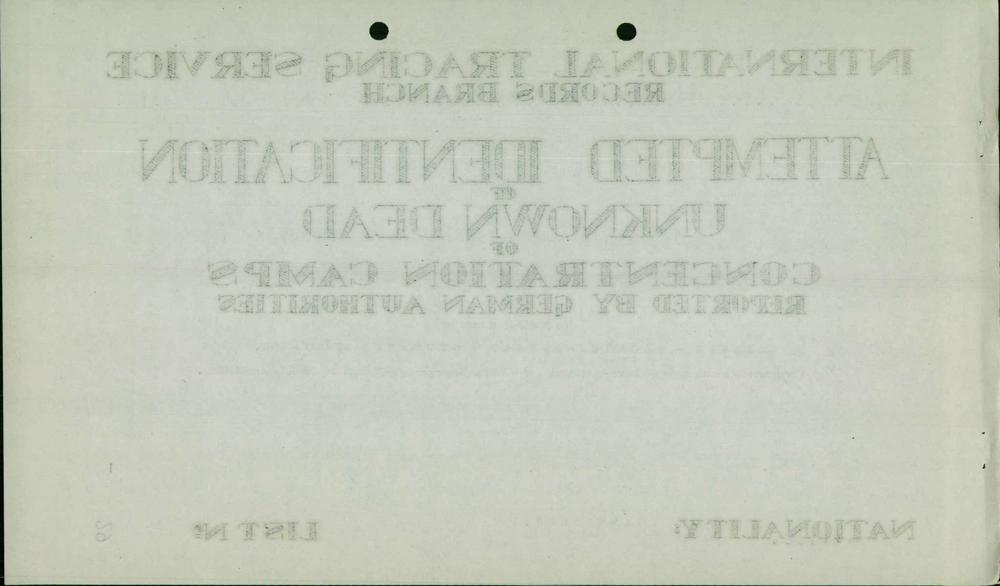 INTERNATIONAL TRACING SERVICE
RECORDS BRANCH
ATTEMPTED IDENTIFICATION
OF
UNKNOWN DEAD
OF
CONCENTRATION CAMPS
REPORTED BY GERMAN AUTHORITIES
NATIONALITY: LIST Nº